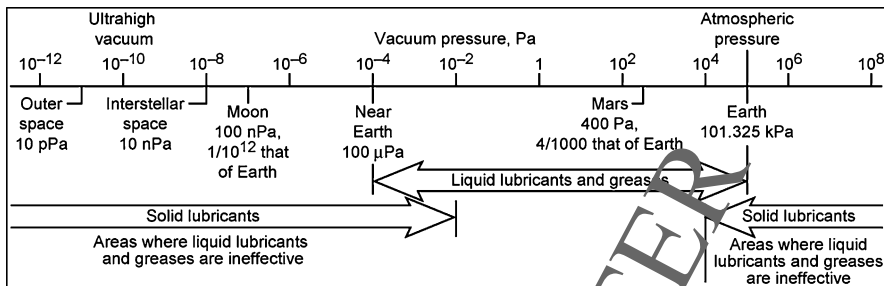 Ultrahigh vacuum
Vacuum pressure, Pa
Atmospheric pressure
10⁻¹² 10⁻¹⁰ 10⁻⁸ 10⁻⁶ 10⁻⁴ 10⁻² 1 10² 10⁴ 10⁶ 10⁸
Outer
space
10 pPa
Interstellar
space
10 nPa
Moon
100 nPa,
1/10¹² that
of Earth
Near
Earth
100 μPa
Mars
400 Pa,
4/1000 that of Earth
Earth
101.325 kPa
Liquid lubricants and greases
Solid lubricants
Solid lubricants
Areas where liquid lubricants
and greases are ineffective
Areas where liquid
lubricants and greases
are ineffective
TER